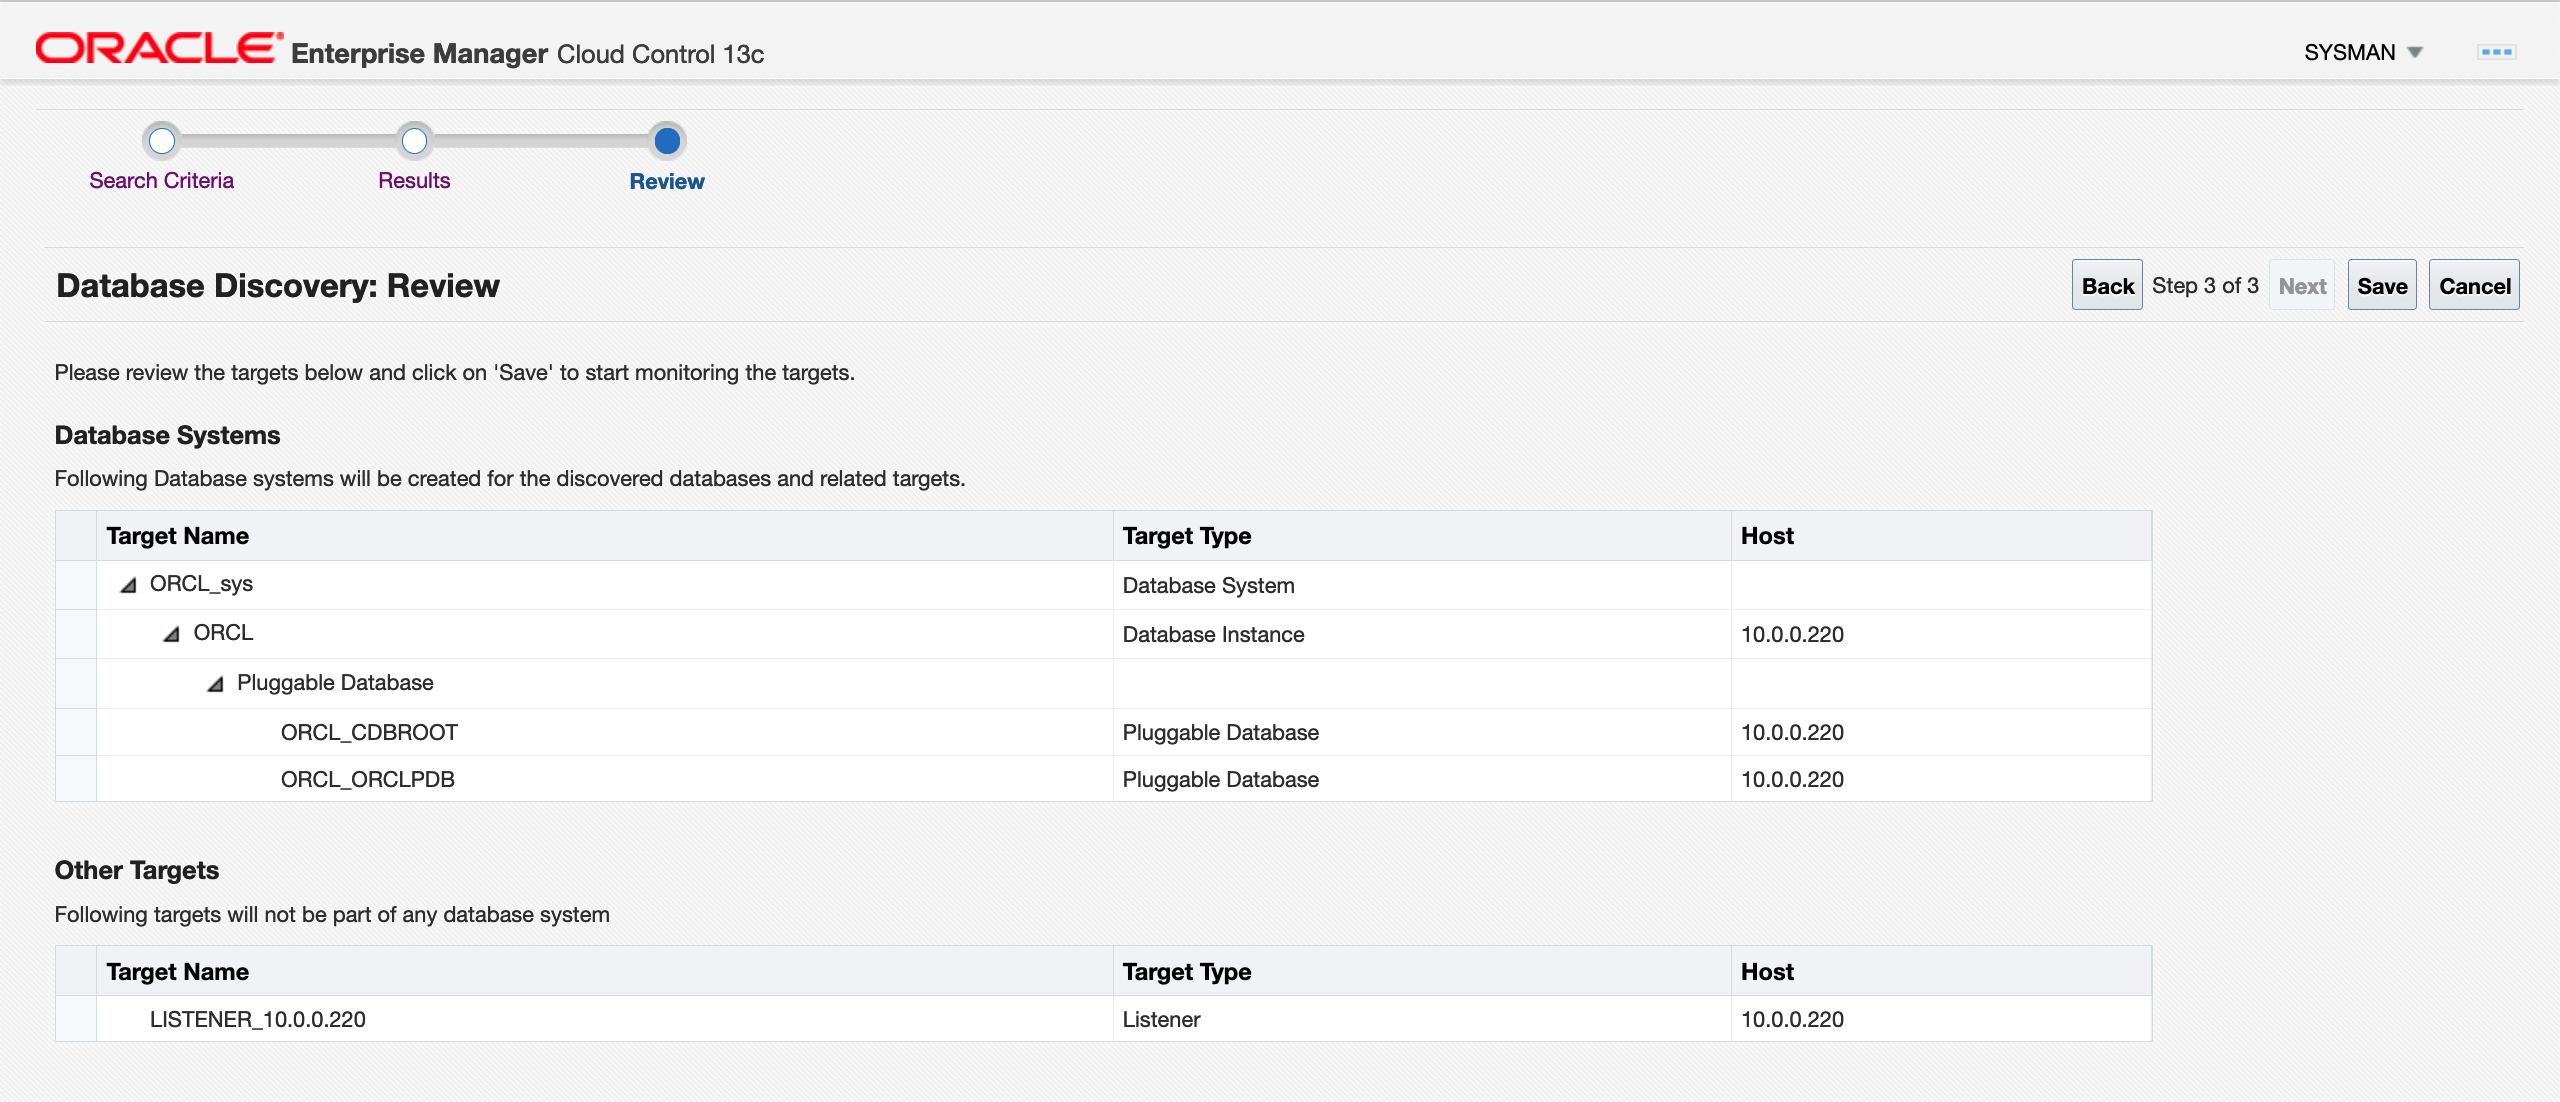 ORACLE Enterprise Manager Cloud Control 13c
SYSMAN
Search Criteria
Results
Review
Database Discovery: Review
Back Step 3 of 3 Next Save Cancel
Please review the targets below and click on 'Save' to start monitoring the targets.
Database Systems
Following Database systems will be created for the discovered databases and related targets.
Target Name Target Type Host
ORCL_sys Database System
ORCL Database Instance 10.0.0.220
Pluggable Database
ORCL_CDBROOT Pluggable Database 10.0.0.220
ORCL_ORCLPDB Pluggable Database 10.0.0.220
Other Targets
Following targets will not be part of any database system
Target Name Target Type Host
LISTENER_10.0.0.220 Listener 10.0.0.220